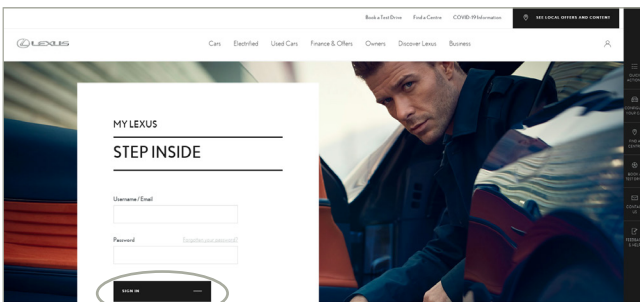 Book a Test Drive Find a Centre COVID-19 Information SEE LOCAL OFFERS AND CONTENT
LEXUS Cars Electrified Used Cars Finance & Offers Owners Discover Lexus Business
MY LEXUS
STEP INSIDE
Username / Email
Password Forgotten your password?
SIGN IN